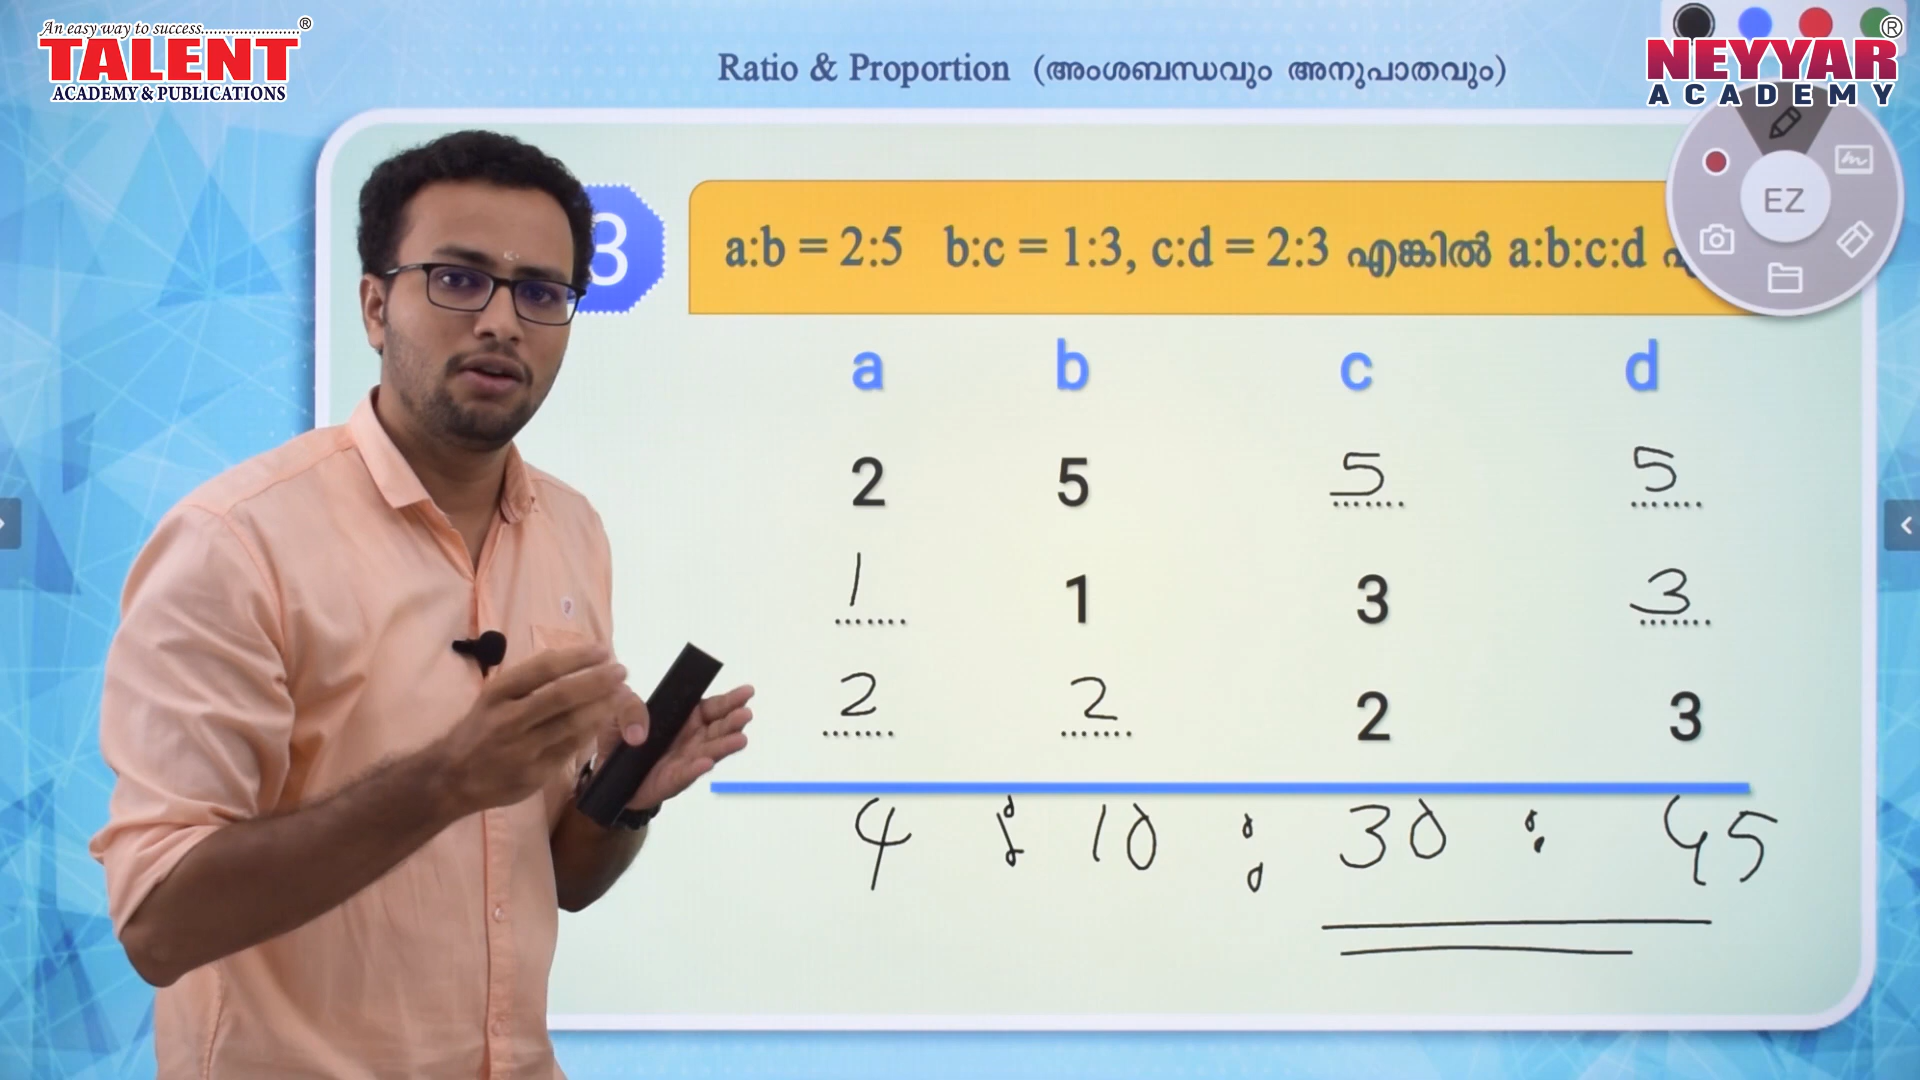 An easy way to success........................®
TALENT
ACADEMY & PUBLICATIONS
Ratio & Proportion (അംശബന്ധവും അനുപാതവും)
NEYYAR®
ACADEMY
EZ
3
a:b = 2:5 b:c = 1:3, c:d = 2:3 എങ്കിൽ a:b:c:d
a b c d
2 5 5 5
1 1 3 3
2 2 2 3
4 : 10 : 30 : 45